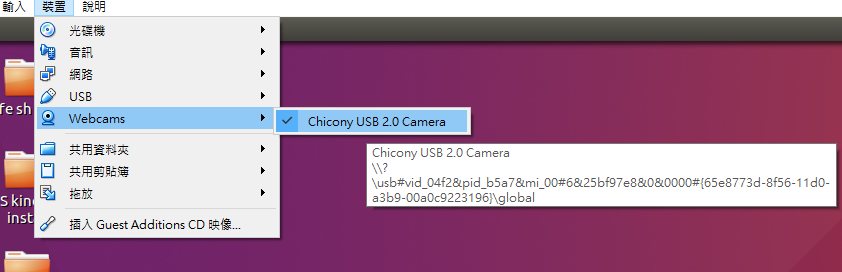 輸入 裝置 說明
光碟機
音訊
網路
USB
Webcams
Chicony USB 2.0 Camera
共用資料夾
共用剪貼簿
拖放
插入 Guest Additions CD 映像...
Chicony USB 2.0 Camera
\\?
\usb#vid_04f2&pid_b5a7&mi_00#6&25bf97e8&0&0000#{65e8773d-8f56-11d0-
a3b9-00a0c9223196}\global
fe sh
S kin
inst